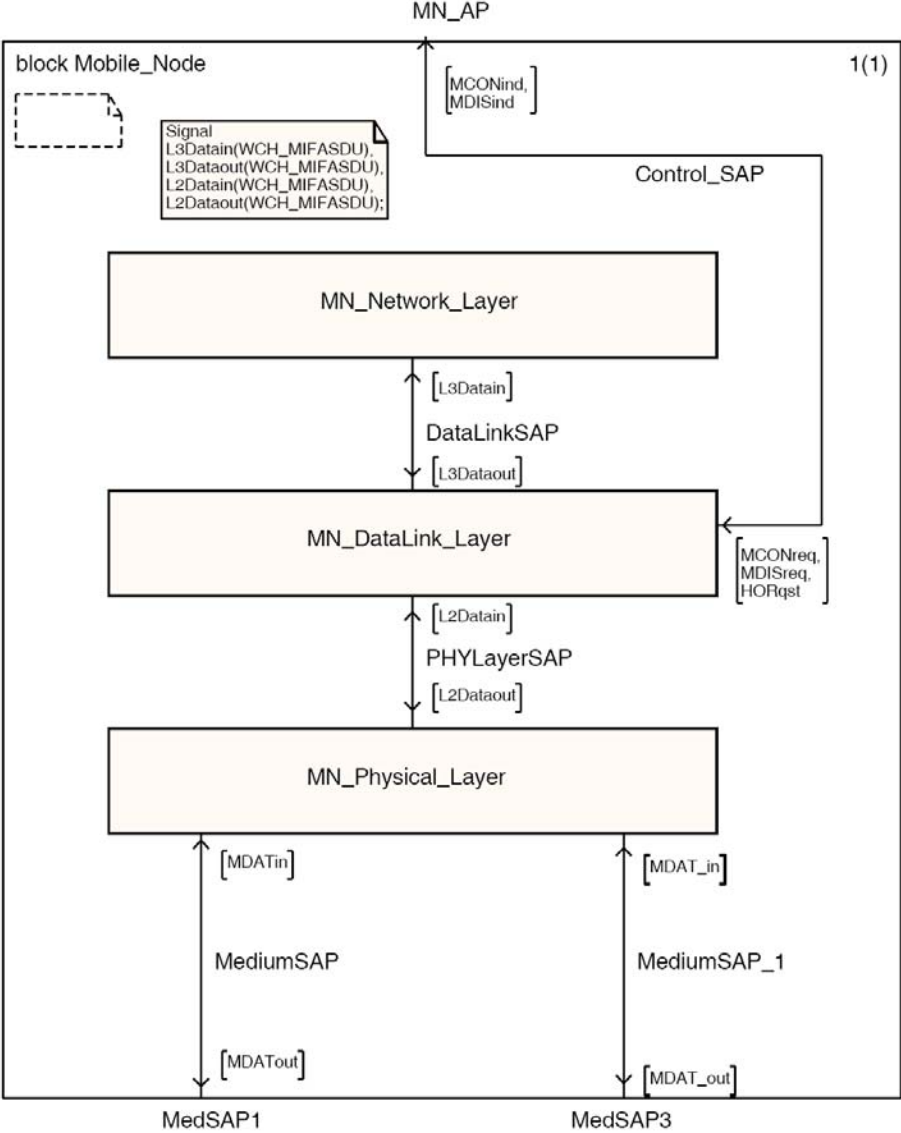 MN_AP
block Mobile_Node
1(1)
[MCONind,
MDISind]
Signal
L3Datain(WCH_MIFASDU),
L3Dataout(WCH_MIFASDU),
L2Datain(WCH_MIFASDU),
L2Dataout(WCH_MIFASDU);
Control_SAP
MN_Network_Layer
[L3Datain]
DataLinkSAP
[L3Dataout]
MN_DataLink_Layer
[MCONreq,
MDISreq,
HORqst]
[L2Datain]
PHYLayerSAP
[L2Dataout]
MN_Physical_Layer
[MDATin]
[MDAT_in]
MediumSAP
MediumSAP_1
[MDATout]
[MDAT_out]
MedSAP1
MedSAP3